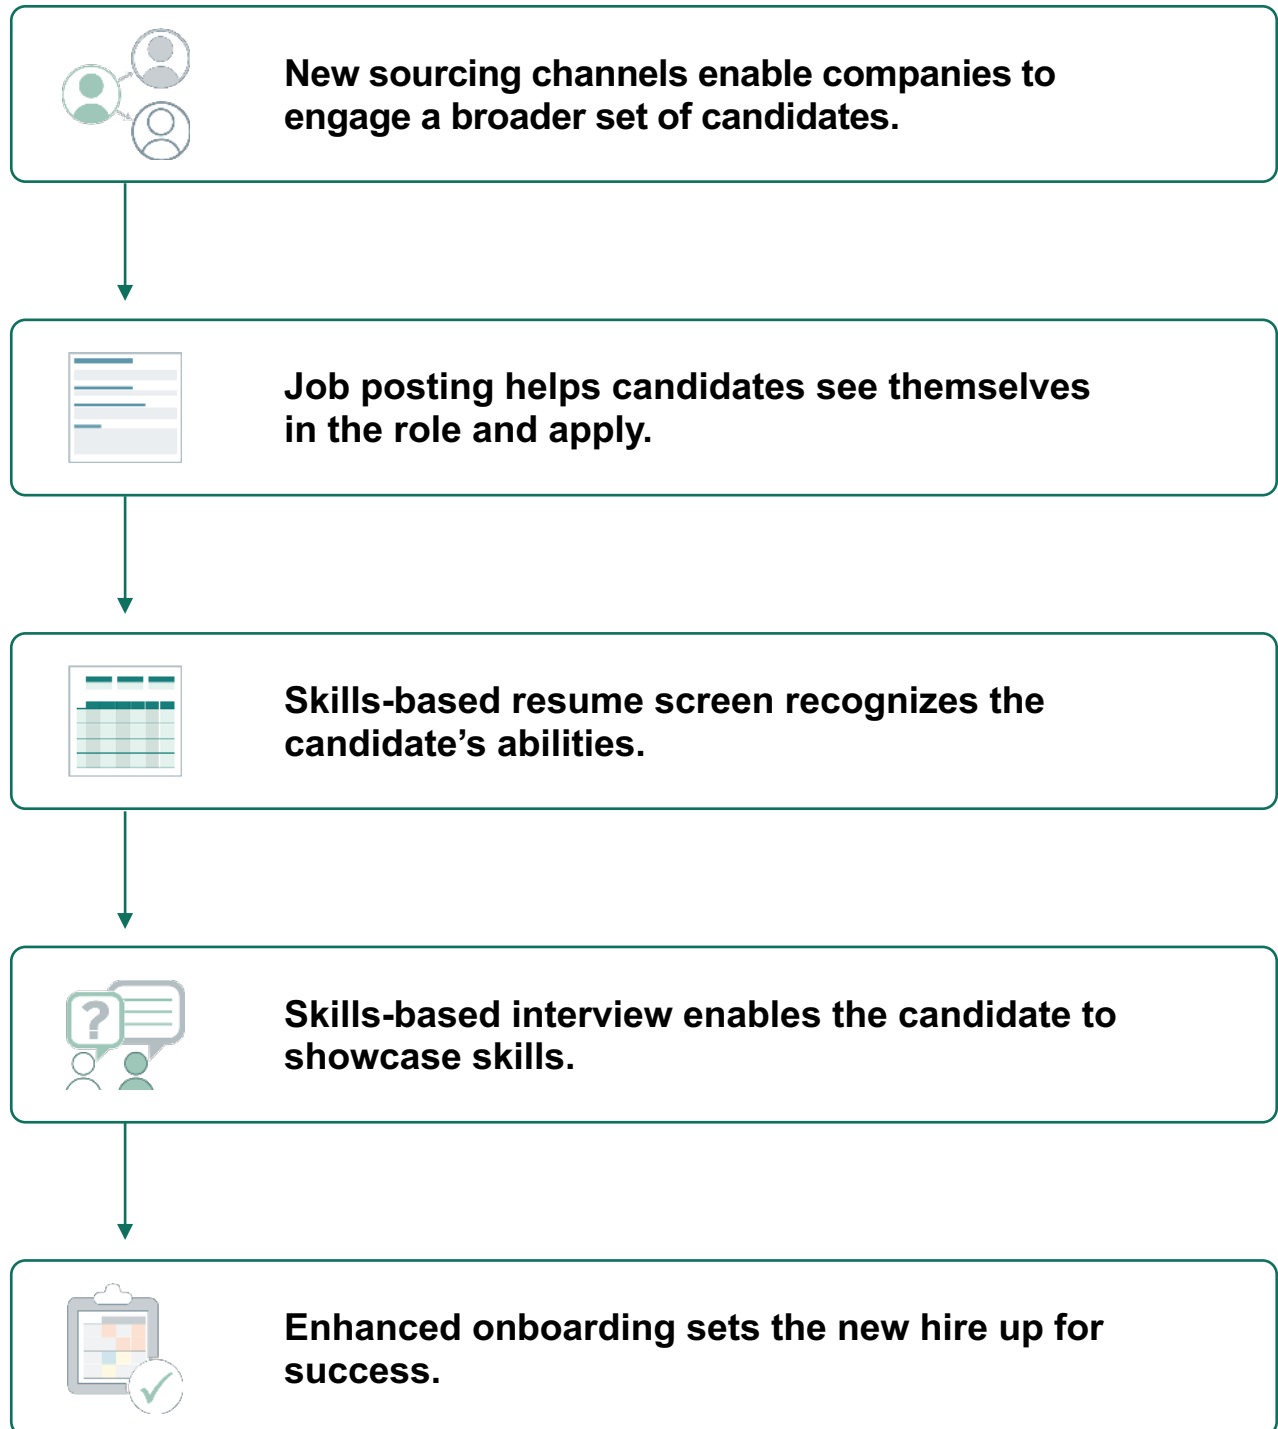 New sourcing channels enable companies to
engage a broader set of candidates.
Job posting helps candidates see themselves
in the role and apply.
Skills-based resume screen recognizes the
candidate’s abilities.
?
Skills-based interview enables the candidate to
showcase skills.
Enhanced onboarding sets the new hire up for
success.